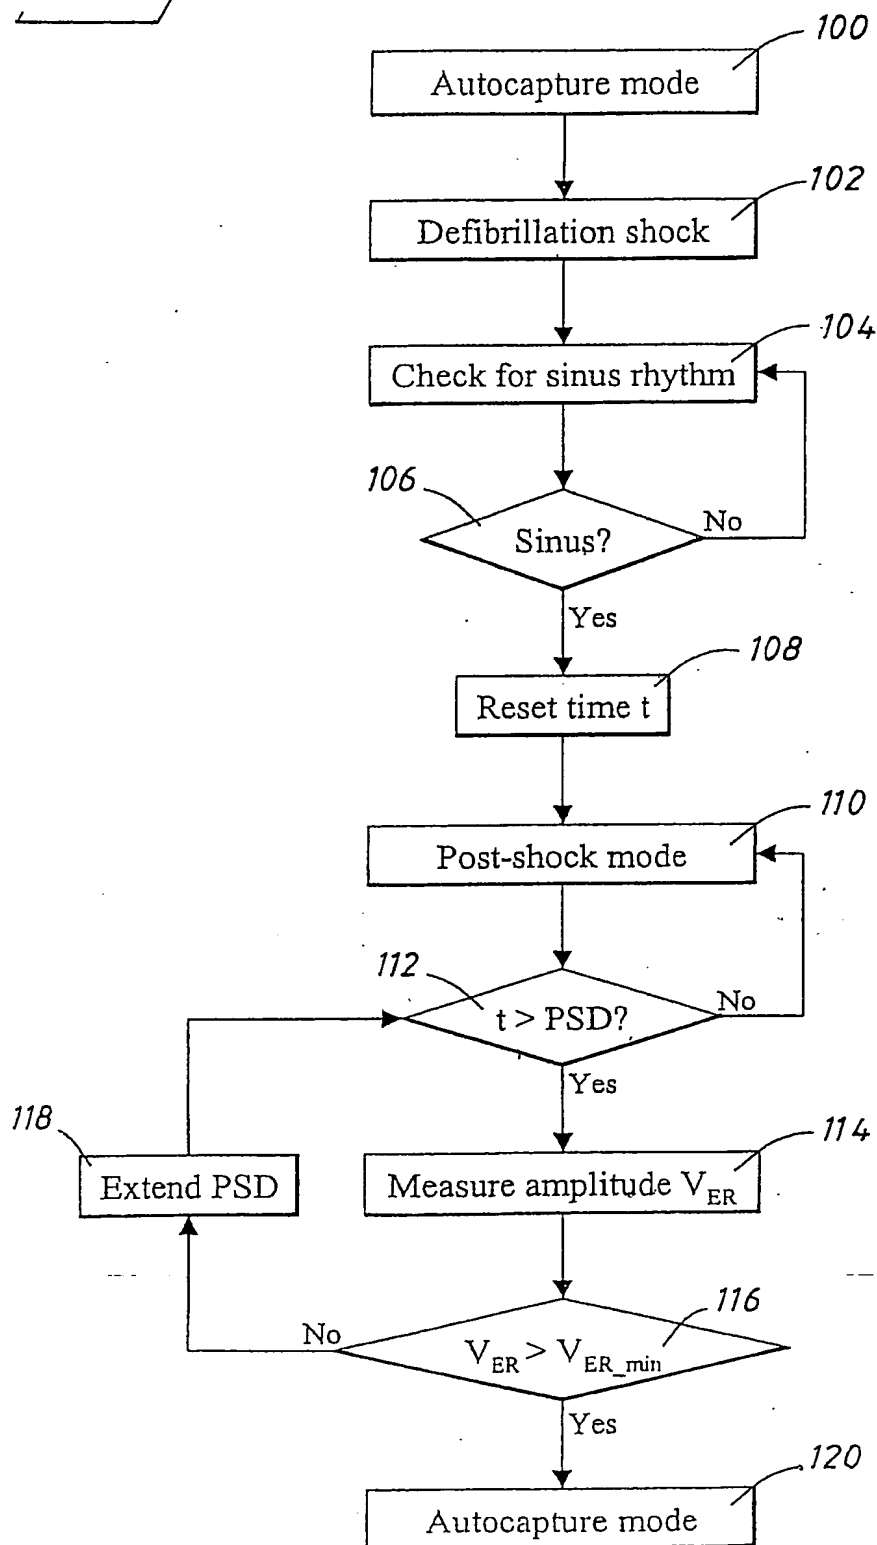 100
Autocapture mode
102
Defibrillation shock
104
Check for sinus rhythm
106
Sinus?
No
Yes
108
Reset time t
110
Post-shock mode
112
t > PSD?
No
Yes
118
Extend PSD
114
Measure amplitude V_ER
116
V_ER > V_ER_min
No
Yes
120
Autocapture mode